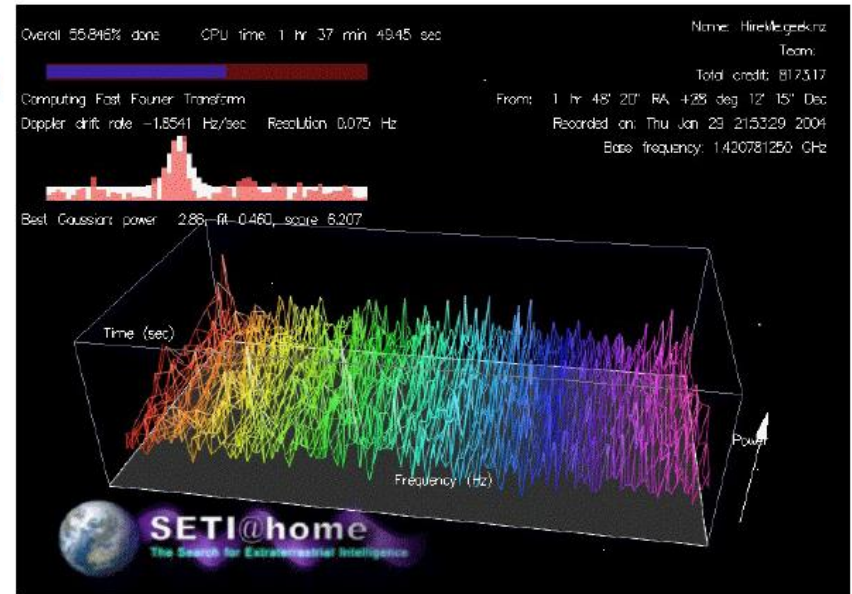 Overall 55.846% done CPU time 1 hr 37 min 49.45 sec
Computing Fast Fourier Transform
Doppler drift rate -1.8541 Hz/sec Resolution 0.075 Hz
Best Gaussian: power 2.86, fit 0.460, score 6.207
Name: HireMe.geek.nz
Team:
Total credit: 8173.17
From: 1 hr 48' 20" RA +28 deg 12' 15" Dec
Recorded on: Thu Jan 29 21:53:29 2004
Base frequency: 1.420781250 GHz
Time (sec)
Power
Frequency (Hz)
SETI@home
The Search for Extraterrestrial Intelligence